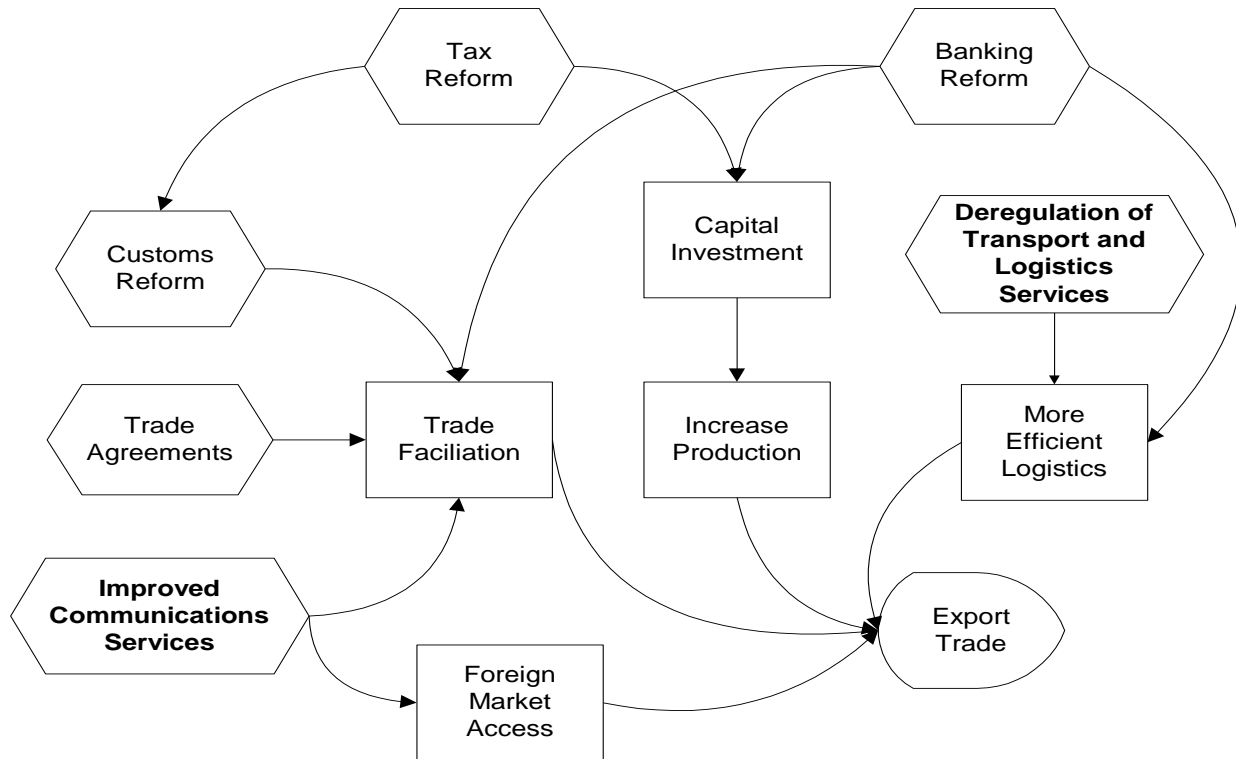 Tax
Reform
Banking
Reform
Customs
Reform
Capital
Investment
Deregulation of
Transport and
Logistics
Services
Trade
Agreements
Trade
Faciliation
Increase
Production
More
Efficient
Logistics
Improved
Communications
Services
Foreign
Market
Access
Export
Trade